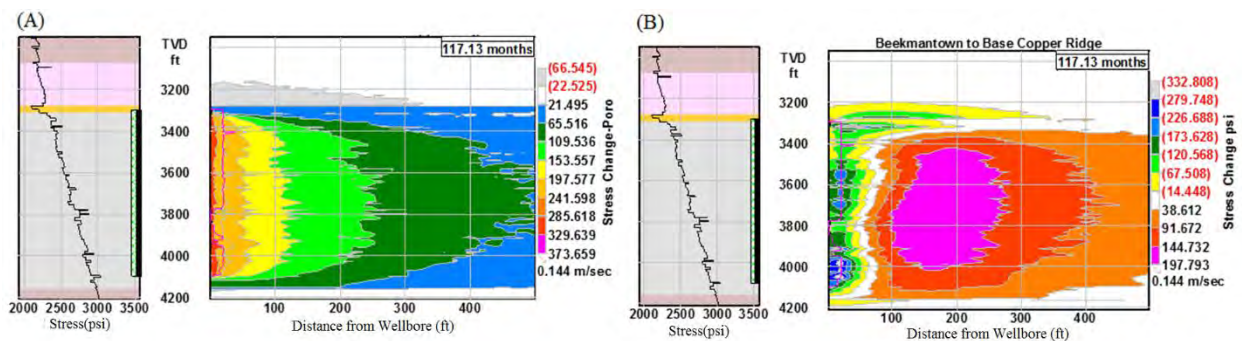 (A)
TVD
ft
3200
3400
3600
3800
4000
4200
2000 2500 3000 3500
Stress(psi)
117.13 months
100 200 300 400
Distance from Wellbore (ft)
(66.545)
(22.525)
21.495
65.516
109.536
153.557
197.577
241.598
285.618
329.639
373.659
0.144 m/sec
Stress Change-Poro
(B)
TVD
ft
3200
3400
3600
3800
4000
4200
2000 2500 3000 3500
Stress(psi)
Beekmantown to Base Copper Ridge
117.13 months
100 200 300 400
Distance from Wellbore (ft)
(332.808)
(279.748)
(226.688)
(173.628)
(120.568)
(67.508)
(14.448)
38.612
91.672
144.732
197.793
0.144 m/sec
Stress Change psi